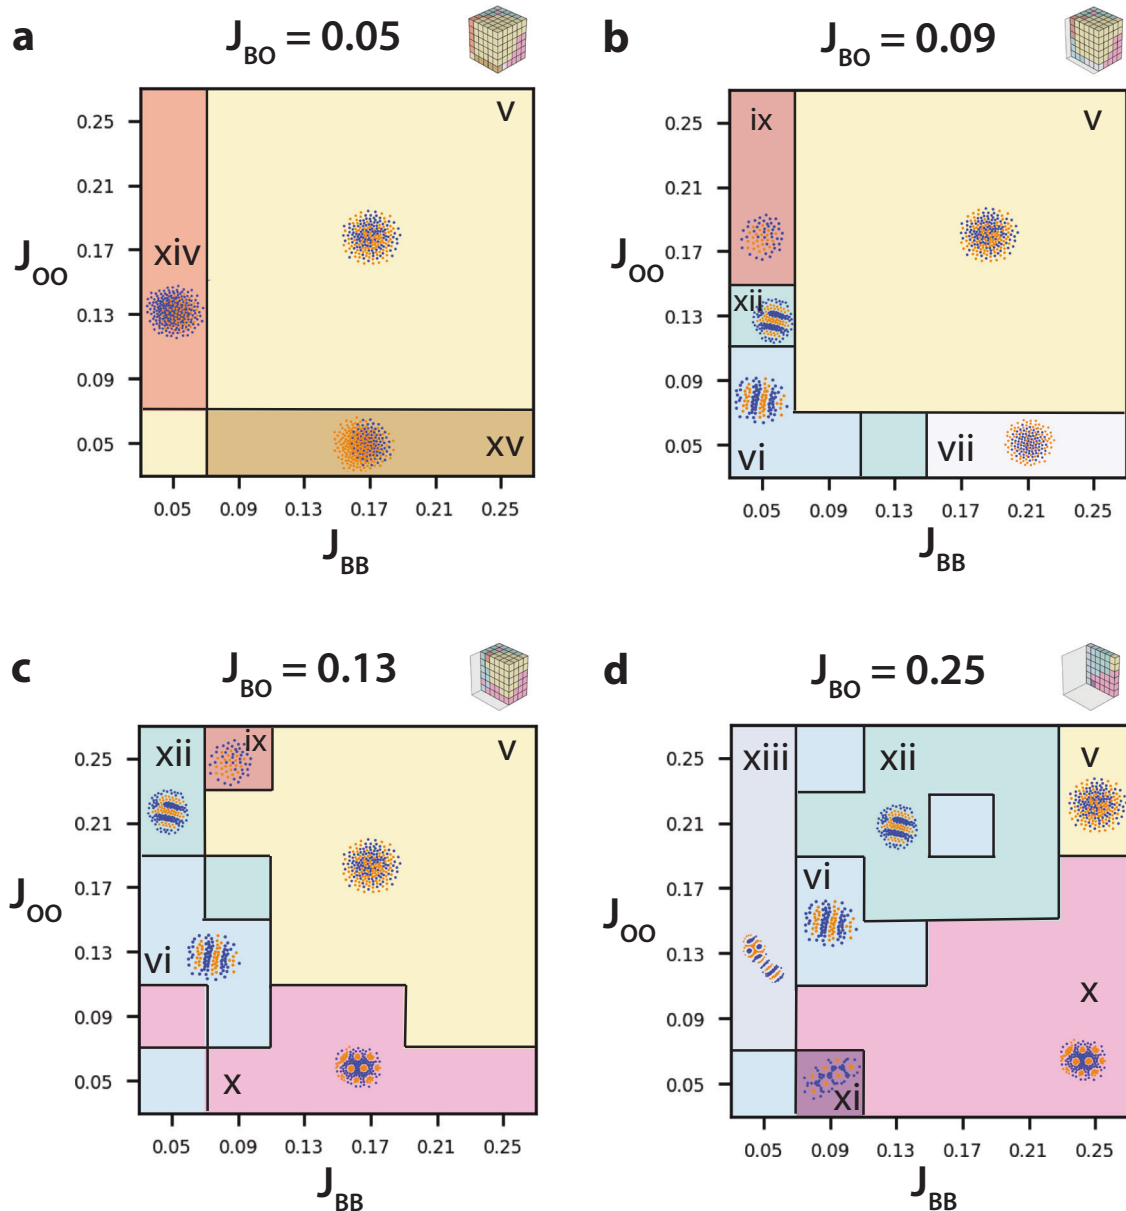 a
J_BO = 0.05
b
J_BO = 0.09
0.25
0.21
0.17
0.13
0.09
0.05
J_OO
v
xiv
xv
0.05 0.09 0.13 0.17 0.21 0.25
J_BB
0.25
0.21
0.17
0.13
0.09
0.05
J_OO
ix
v
xii
vi
vii
0.05 0.09 0.13 0.17 0.21 0.25
J_BB
c
J_BO = 0.13
d
J_BO = 0.25
0.25
0.21
0.17
0.13
0.09
0.05
J_OO
xii
ix
v
vi
x
0.05 0.09 0.13 0.17 0.21 0.25
J_BB
0.25
0.21
0.17
0.13
0.09
0.05
J_OO
xiii
xii
v
vi
x
xi
0.05 0.09 0.13 0.17 0.21 0.25
J_BB